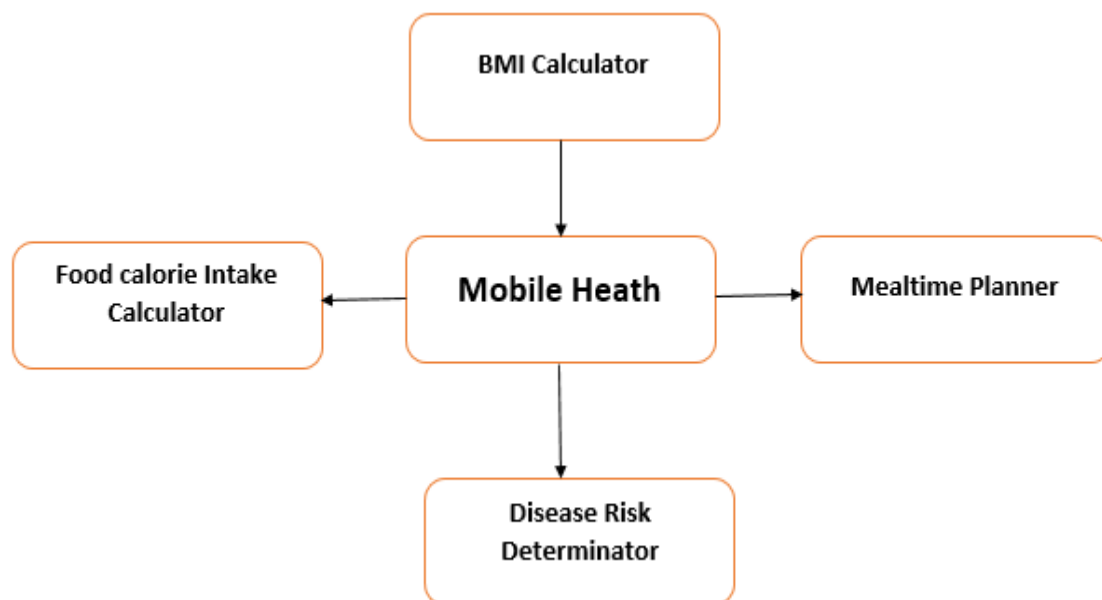 BMI Calculator
Food calorie Intake
Calculator
Mobile Heath
Mealtime Planner
Disease Risk
Determinator